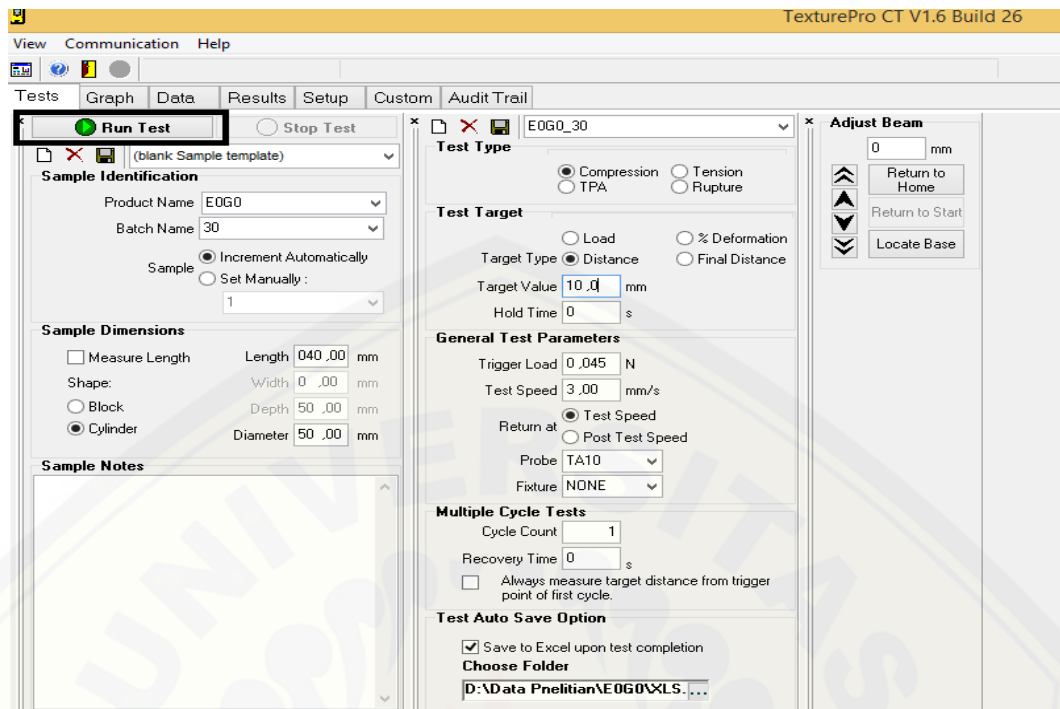 TexturePro CT V1.6 Build 26
View Communication Help
Tests Graph Data Results Setup Custom Audit Trail
Run Test Stop Test
(blank Sample template)
Sample Identification
Product Name E0G0
Batch Name 30
Sample Increment Automatically
Set Manually :
1
Sample Dimensions
Measure Length Length 040 ,00 mm
Shape: Width 0 ,00 mm
Block Depth 50 ,00 mm
Cylinder Diameter 50 ,00 mm
Sample Notes
E0G0_30
Test Type
Compression Tension
TPA Rupture
Test Target
Load % Deformation
Target Type Distance Final Distance
Target Value 10 ,0 mm
Hold Time 0 s
General Test Parameters
Trigger Load 0 ,045 N
Test Speed 3 ,00 mm/s
Return at Test Speed
Post Test Speed
Probe TA10
Fixture NONE
Multiple Cycle Tests
Cycle Count 1
Recovery Time 0 s
Always measure target distance from trigger
point of first cycle.
Test Auto Save Option
Save to Excel upon test completion
Choose Folder
D:\Data Pnelitian\E0G0\XLS. ...
Adjust Beam
0 mm
Return to
Home
Return to Start
Locate Base
UNIVERSITAS